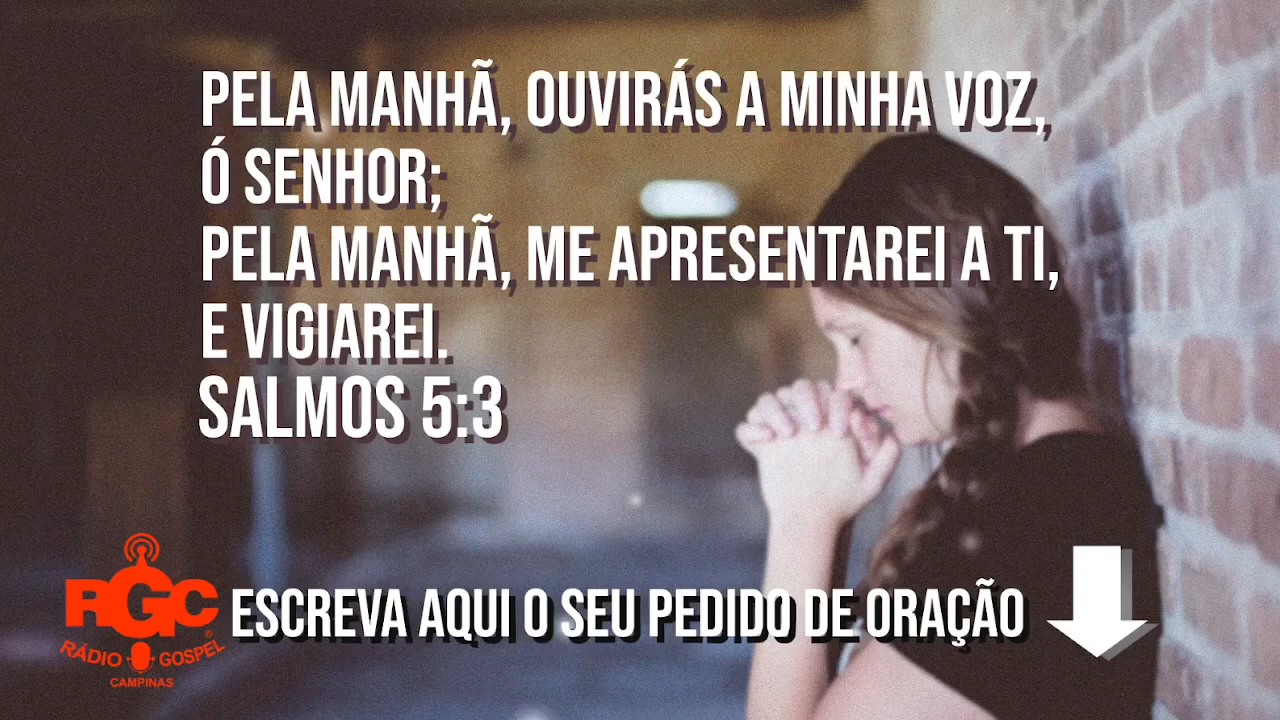 PELA MANHÃ, OUVIRÁS A MINHA VOZ,
Ó SENHOR;
PELA MANHÃ, ME APRESENTAREI A TI,
E VIGIAREI.
SALMOS 5:3
RGC®
RÁDIO GOSPEL
CAMPINAS
ESCREVA AQUI O SEU PEDIDO DE ORAÇÃO